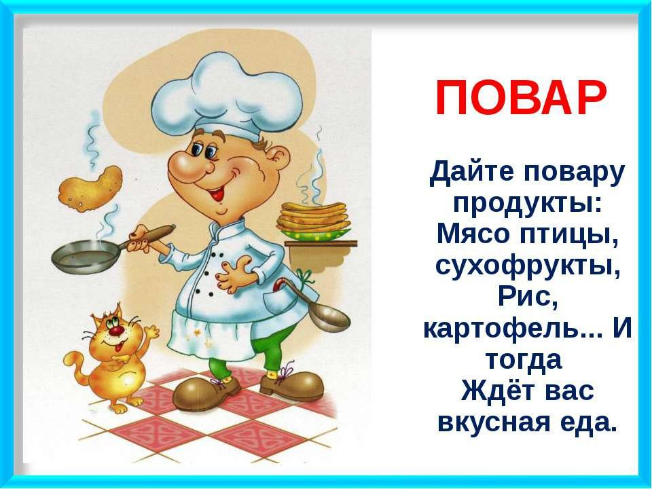 ПОВАР
Дайте повару
продукты:
Мясо птицы,
сухофрукты,
Рис,
картофель... И
тогда
Ждёт вас
вкусная еда.